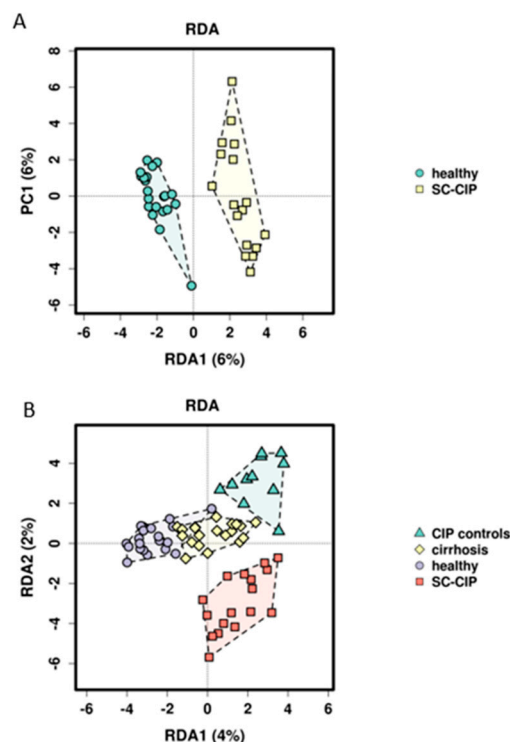 A
RDA
8
6
4
2
0
-2
-4
-6
PC1 (6%)
-6 -4 -2 0 2 4 6
RDA1 (6%)
healthy
SC-CIP
B
RDA
4
2
0
-2
-4
-6
RDA2 (2%)
-6 -4 -2 0 2 4 6
RDA1 (4%)
CIP controls
cirrhosis
healthy
SC-CIP